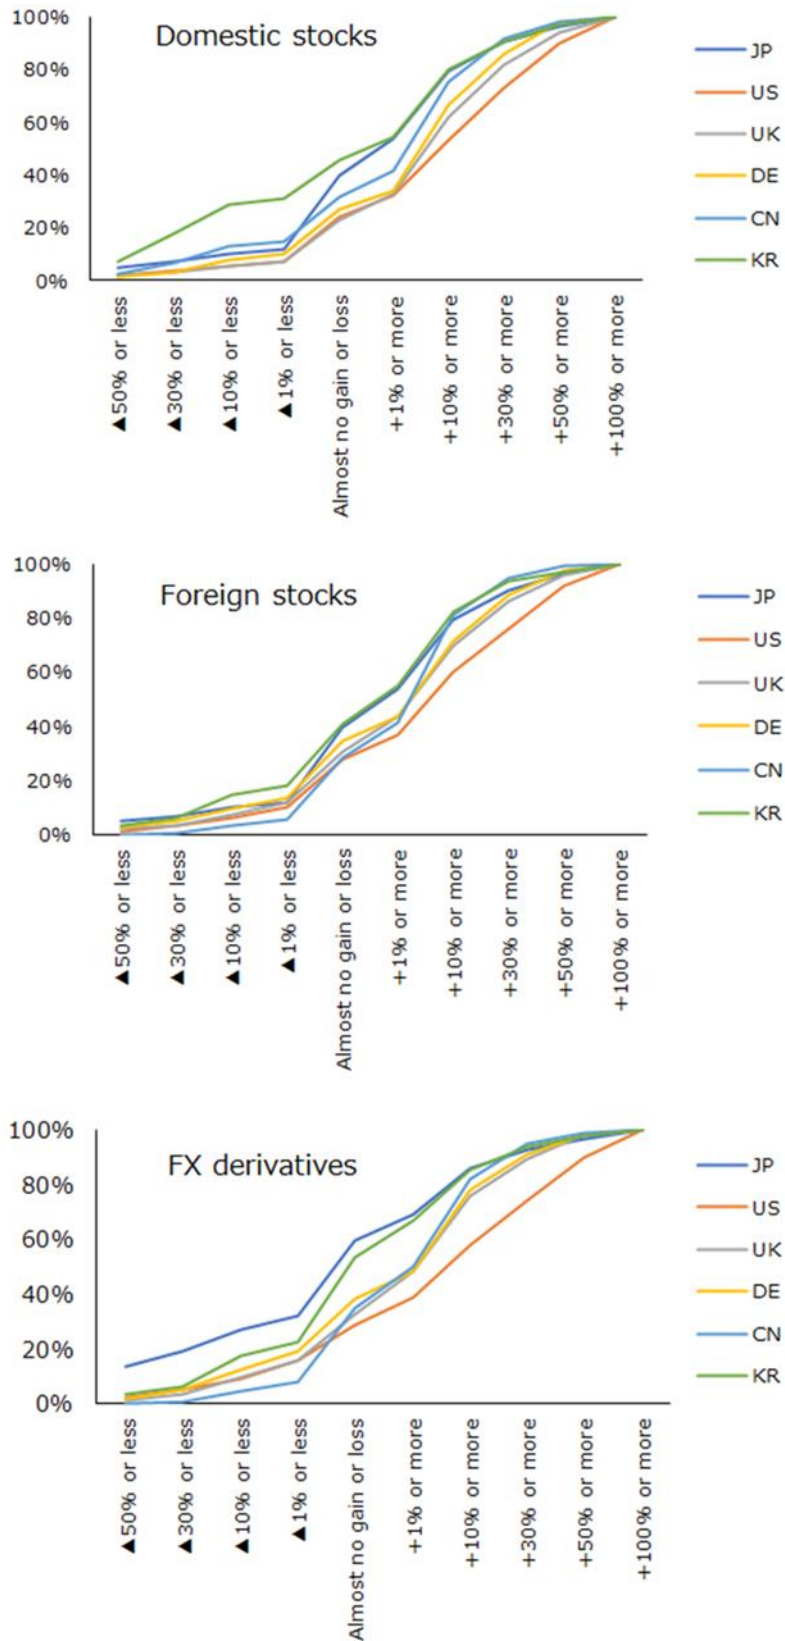 Domestic stocks
100%
80%
60%
40%
20%
0%
▲50% or less
▲30% or less
▲10% or less
▲1% or less
Almost no gain or loss
+1% or more
+10% or more
+30% or more
+50% or more
+100% or more
JP
US
UK
DE
CN
KR
Foreign stocks
100%
80%
60%
40%
20%
0%
▲50% or less
▲30% or less
▲10% or less
▲1% or less
Almost no gain or loss
+1% or more
+10% or more
+30% or more
+50% or more
+100% or more
JP
US
UK
DE
CN
KR
FX derivatives
100%
80%
60%
40%
20%
0%
▲50% or less
▲30% or less
▲10% or less
▲1% or less
Almost no gain or loss
+1% or more
+10% or more
+30% or more
+50% or more
+100% or more
JP
US
UK
DE
CN
KR